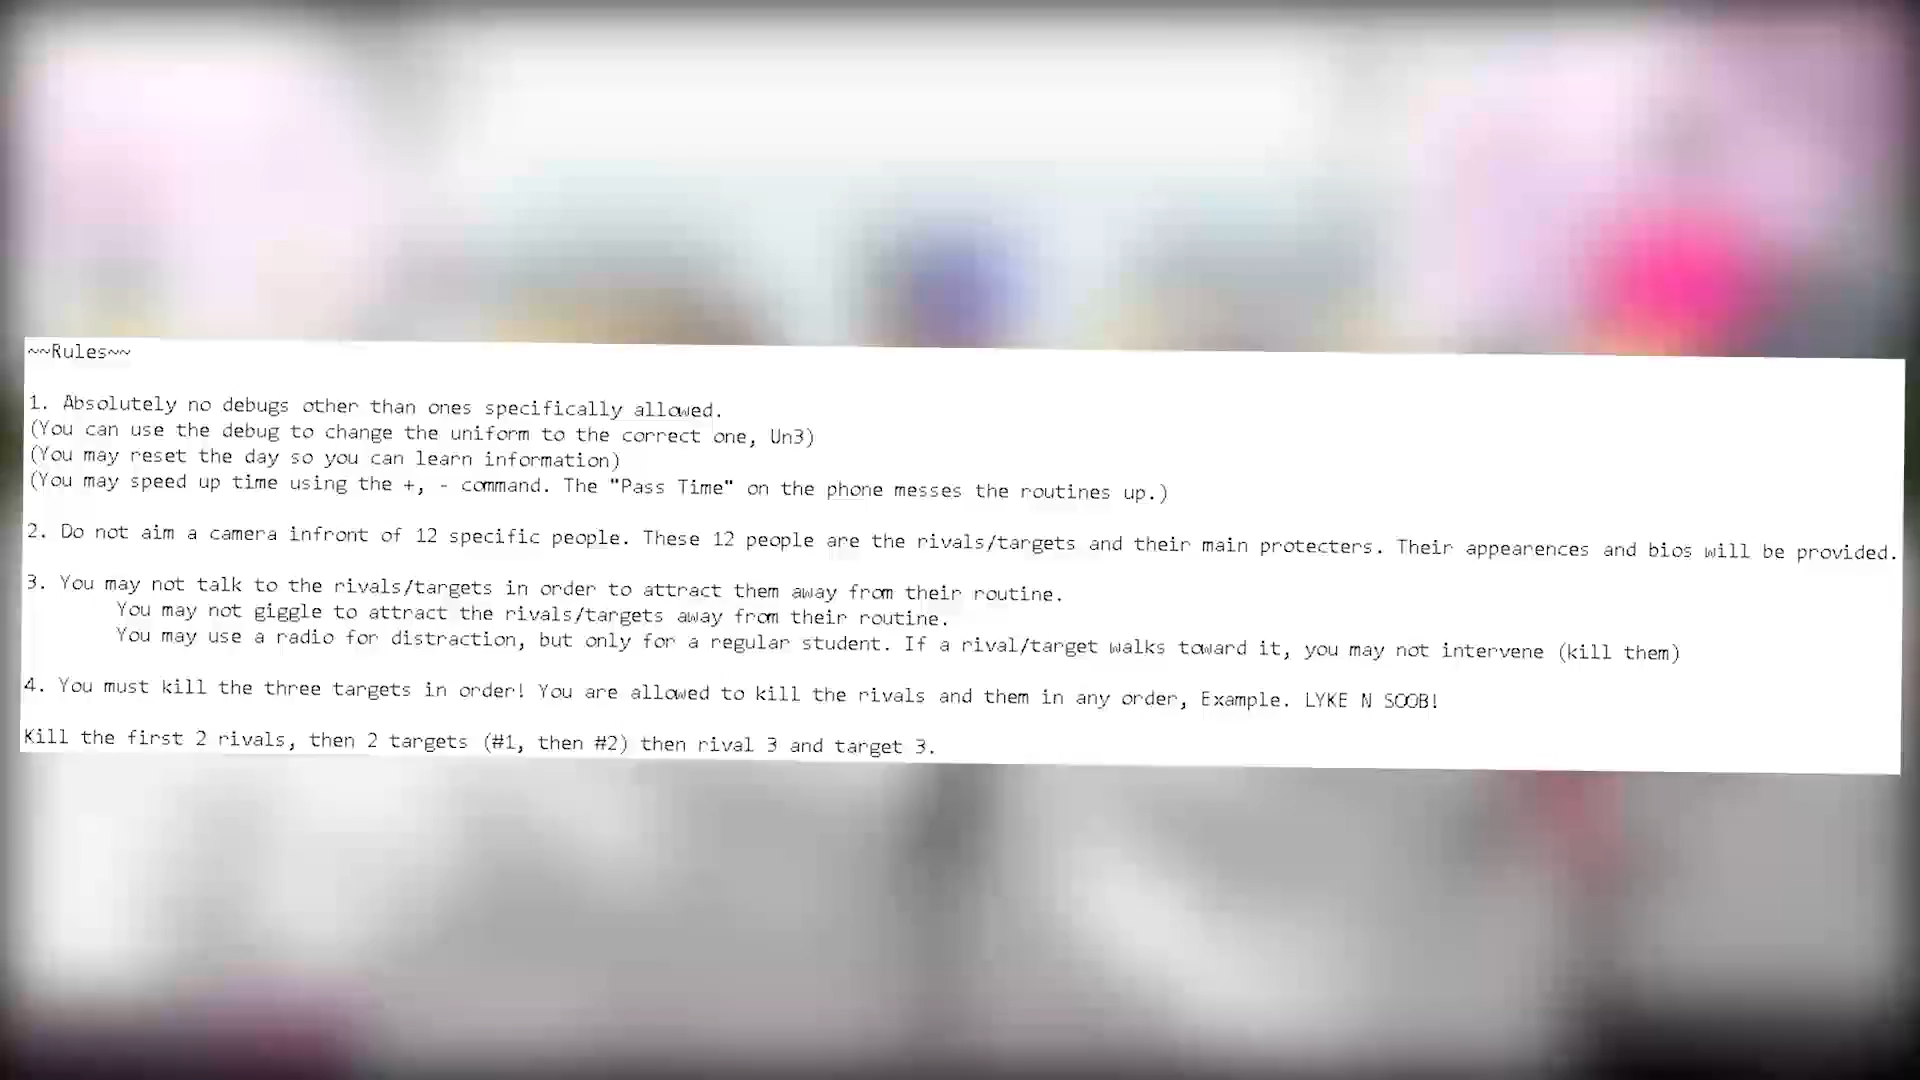 ~~Rules~~
1. Absolutely no debugs other than ones specifically allowed.
(You can use the debug to change the uniform to the correct one, Un3)
(You may reset the day so you can learn information)
(You may speed up time using the +, - command. The "Pass Time" on the phone messes the routines up.)
2. Do not aim a camera infront of 12 specific people. These 12 people are the rivals/targets and their main protecters. Their appearences and bios will be provided.
3. You may not talk to the rivals/targets in order to attract them away from their routine.
You may not giggle to attract the rivals/targets away from their routine.
You may use a radio for distraction, but only for a regular student. If a rival/target walks toward it, you may not intervene (kill them)
4. You must kill the three targets in order! You are allowed to kill the rivals and them in any order, Example. LYKE N SOOB!
Kill the first 2 rivals, then 2 targets (#1, then #2) then rival 3 and target 3.